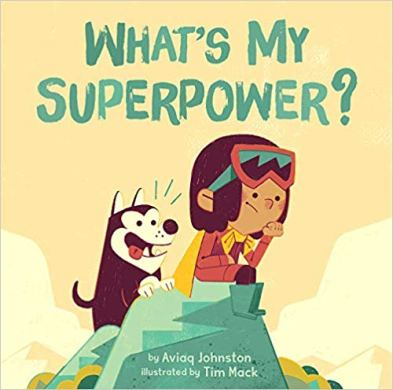 WHAT'S MY
SUPERPOWER?
by Aviaq Johnston
illustrated by Tim Mack